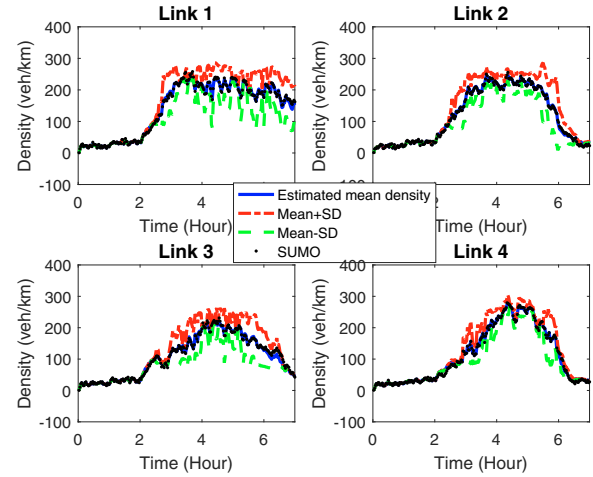 Link 1
Link 2
400
300
200
100
0
-100
Density (veh/km)
0
2
4
6
Time (Hour)
400
300
200
100
0
-100
Density (veh/km)
0
2
4
6
Time (Hour)
Estimated mean density
Mean+SD
Mean-SD
SUMO
Link 3
Link 4
400
300
200
100
0
-100
Density (veh/km)
0
2
4
6
Time (Hour)
400
300
200
100
0
-100
Density (veh/km)
0
2
4
6
Time (Hour)